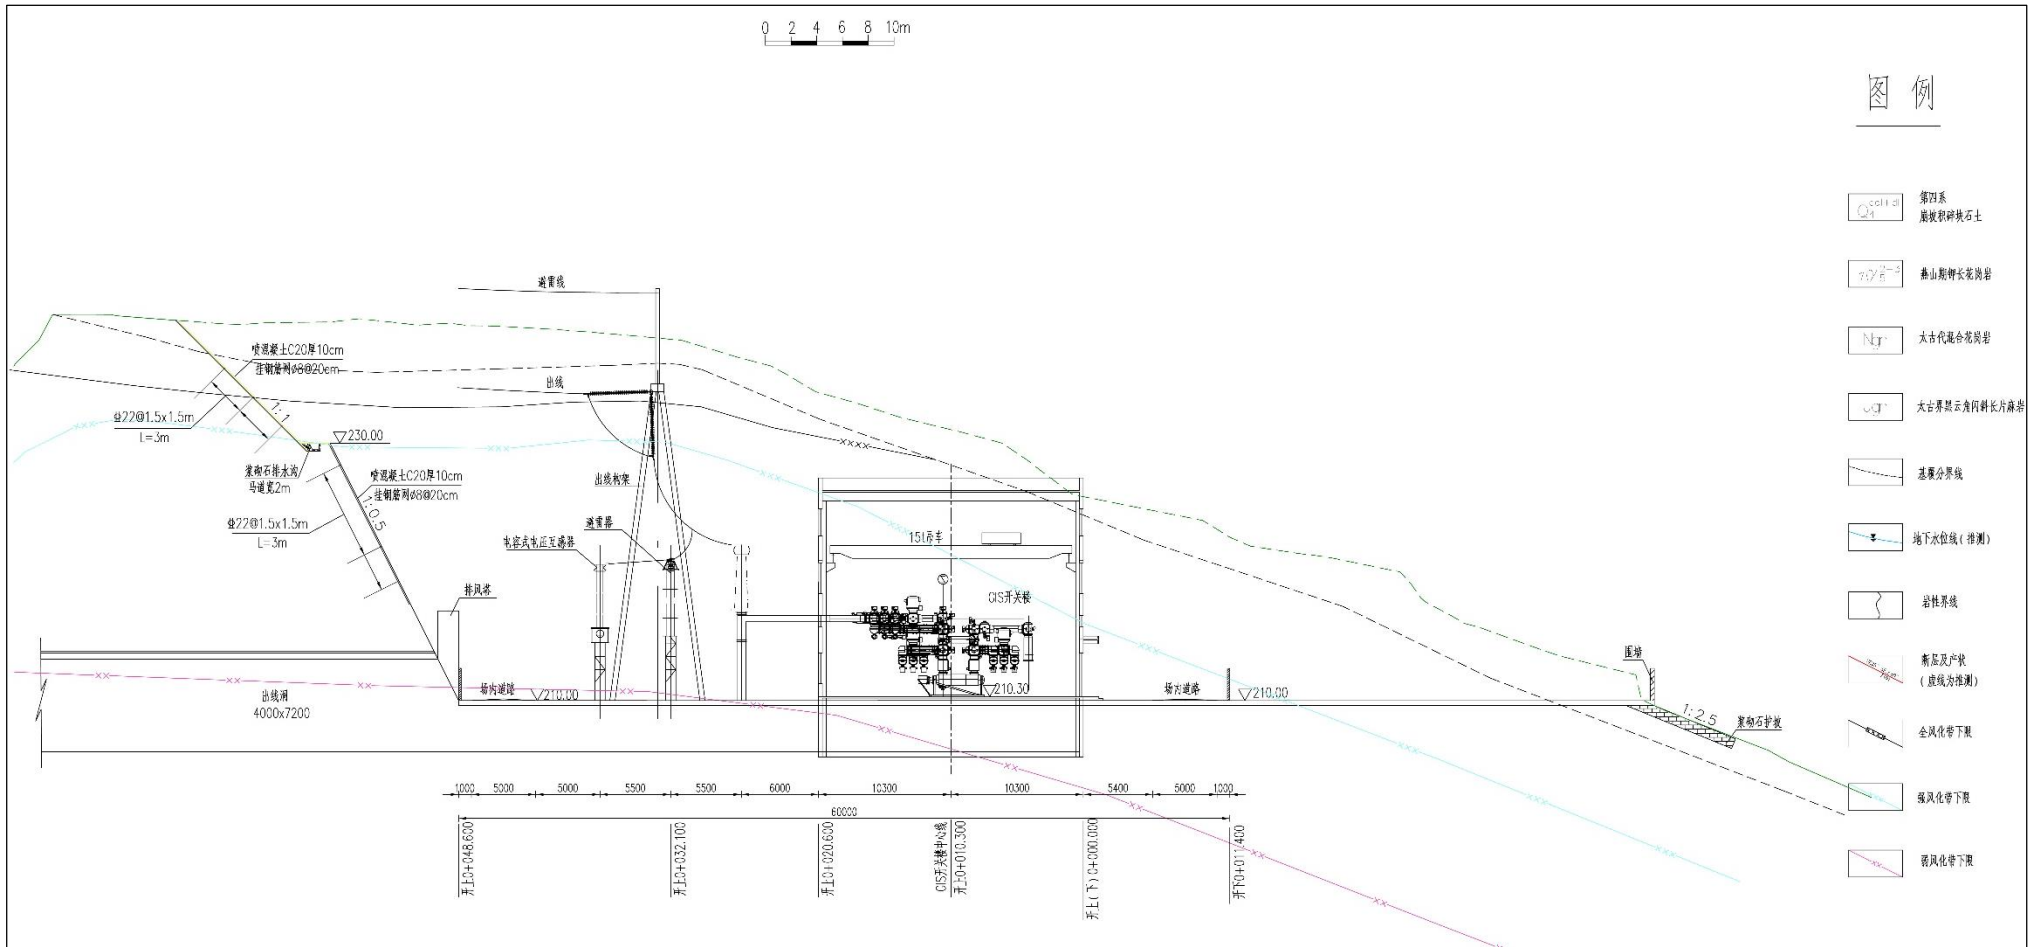 0 2 4 6 8 10m
图 例
第四系
崩坡积碎块石土
燕山期钾长花岗岩
Ngn
太古代混合花岗岩
Jgn
太古界黑云角闪斜长片麻岩
基覆分界线
地下水位线(推测)
岩性界线
断层及产状
(虚线为推测)
全风化带下限
强风化带下限
弱风化带下限
避雷线
喷混凝土C20厚10cm
挂钢筋网ø8@20cm
出线
1:1
⏀22@1.5x1.5m
L=3m
230.00
浆砌石排水沟
马道宽2m
喷混凝土C20厚10cm
挂钢筋网ø8@20cm
1:0.5
出线构架
⏀22@1.5x1.5m
L=3m
避雷器
电容式电压互感器
15t吊车
排风塔
GIS开关楼
围墙
出线洞
4000x7200
场内道路
210.00
210.30
场内道路
210.00
1:2.5
浆砌石护坡
1000 5000 5000 5500 5500 6000 10300 10300 5400 5000 1000
60000
开上0+048.600
开上0+032.100
开上0+020.600
GIS开关楼中心线
开上0+010.300
开上(下)0+000.000
开下0+011.400